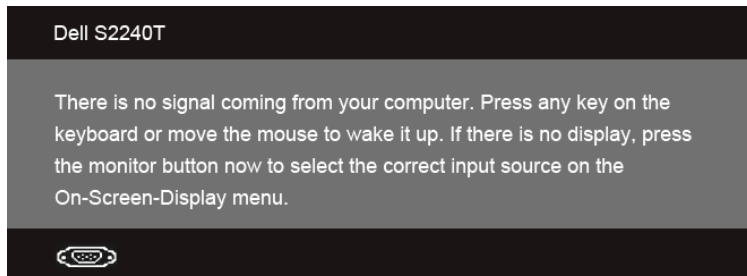 Dell S2240T
There is no signal coming from your computer. Press any key on the
keyboard or move the mouse to wake it up. If there is no display, press
the monitor button now to select the correct input source on the
On-Screen-Display menu.